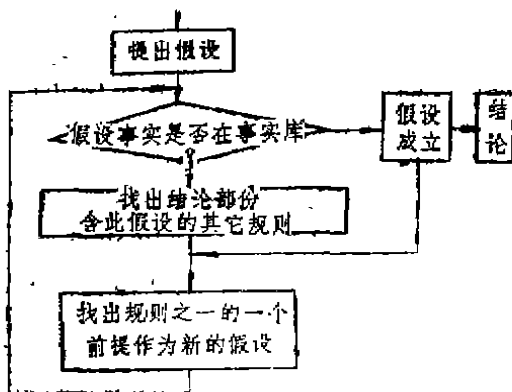 提出假设
假设事实是否在事实库
假设
成立
结
论
找出结论部份
含此假设的其它规则
找出规则之一的一个
前提作为新的假设